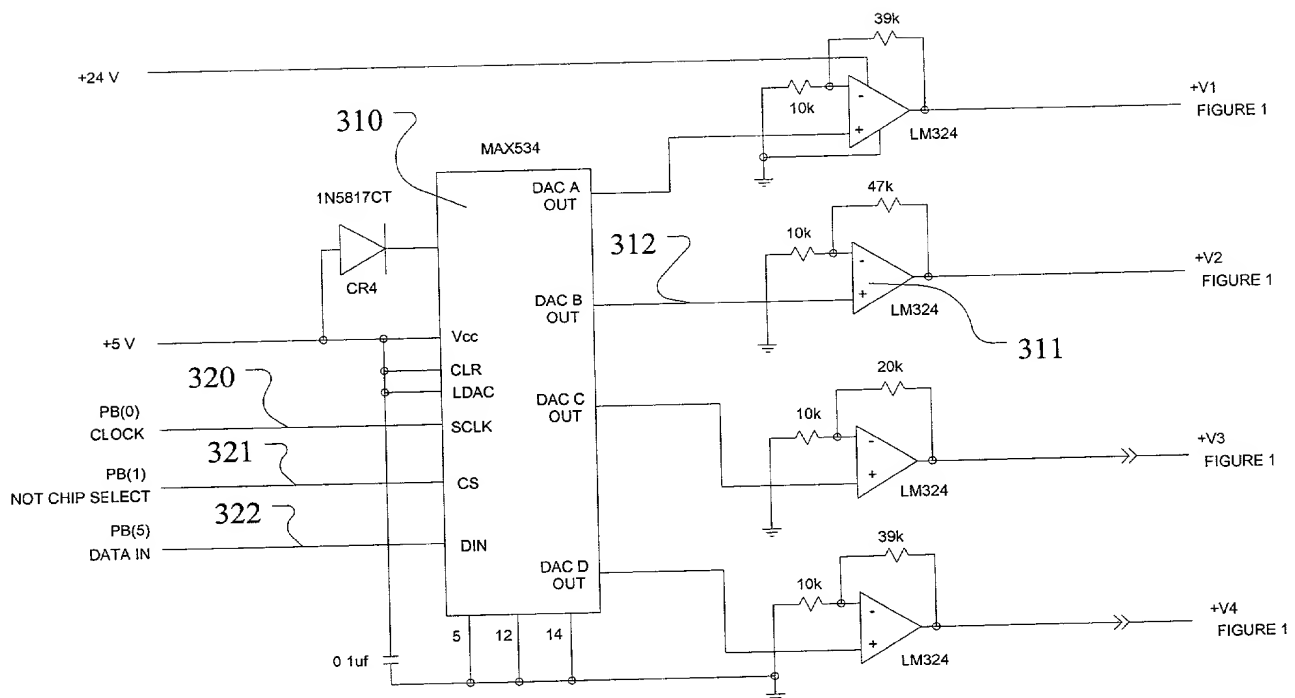 39k
+24 V
10k
+V1
FIGURE 1
LM324
310
MAX534
DAC A
OUT
1N5817CT
CR4
47k
10k
312
+V2
FIGURE 1
LM324
311
DAC B
OUT
+5 V
Vcc
CLR
LDAC
320
PB(0)
CLOCK
SCLK
321
PB(1)
NOT CHIP SELECT
CS
322
PB(5)
DATA IN
DIN
20k
10k
DAC C
OUT
+V3
FIGURE 1
LM324
39k
10k
DAC D
OUT
+V4
FIGURE 1
LM324
5
12
14
0 1uf
-
+
-
+
-
+
-
+